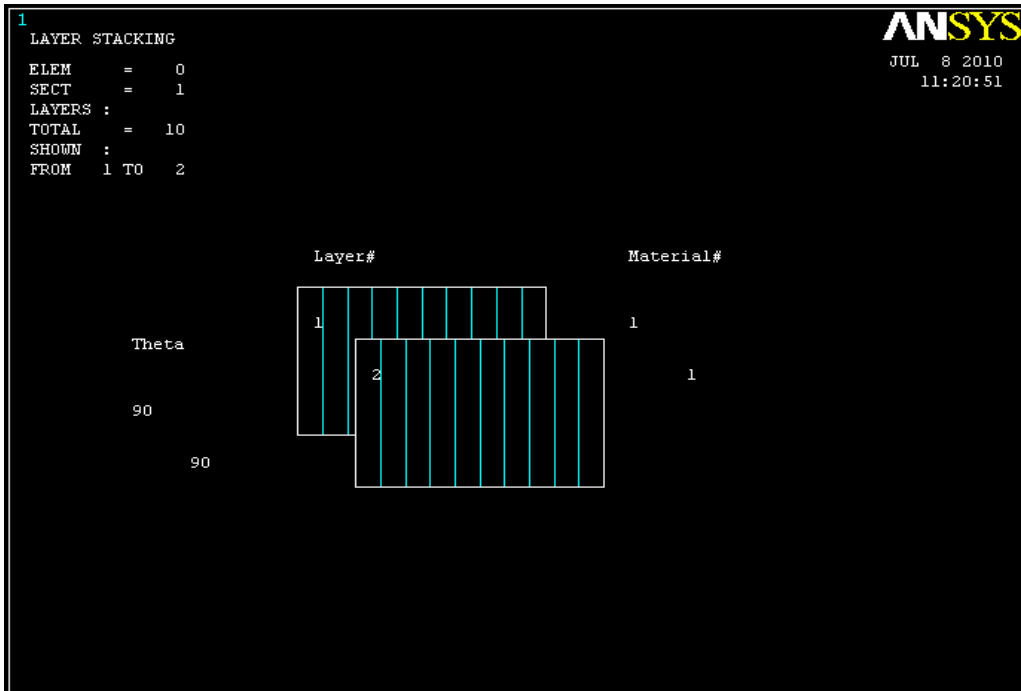 1
ANSYS
LAYER STACKING
JUL 8 2010
11:20:51
ELEM = 0
SECT = 1
LAYERS :
TOTAL = 10
SHOWN :
FROM 1 TO 2
Layer# Material#
1 1
Theta
2 1
90
90